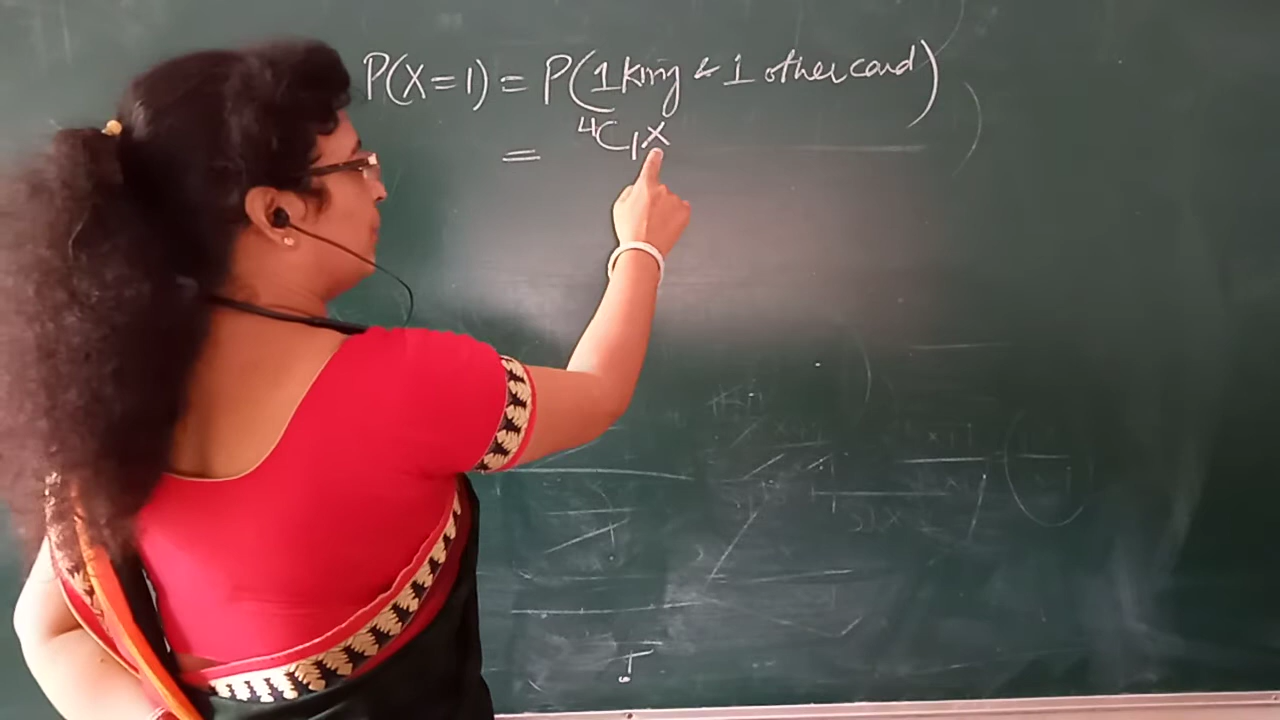 P(X=1) = P(1 King & 1 other card)
= ⁴C₁ X